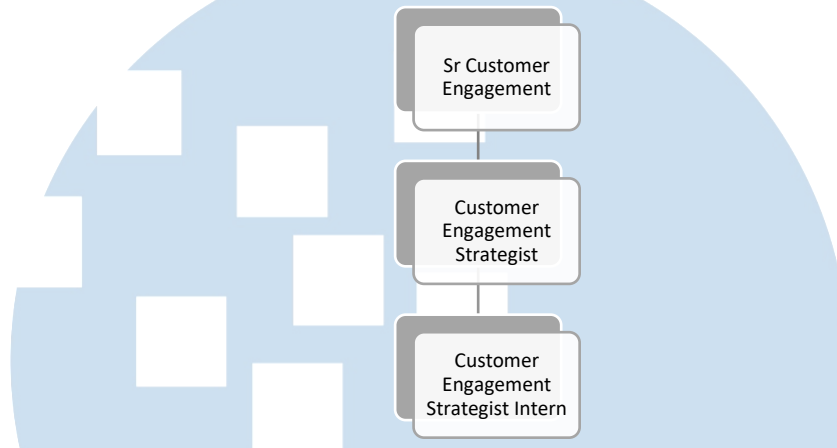 Sr Customer
Engagement
Customer
Engagement
Strategist
Customer
Engagement
Strategist Intern